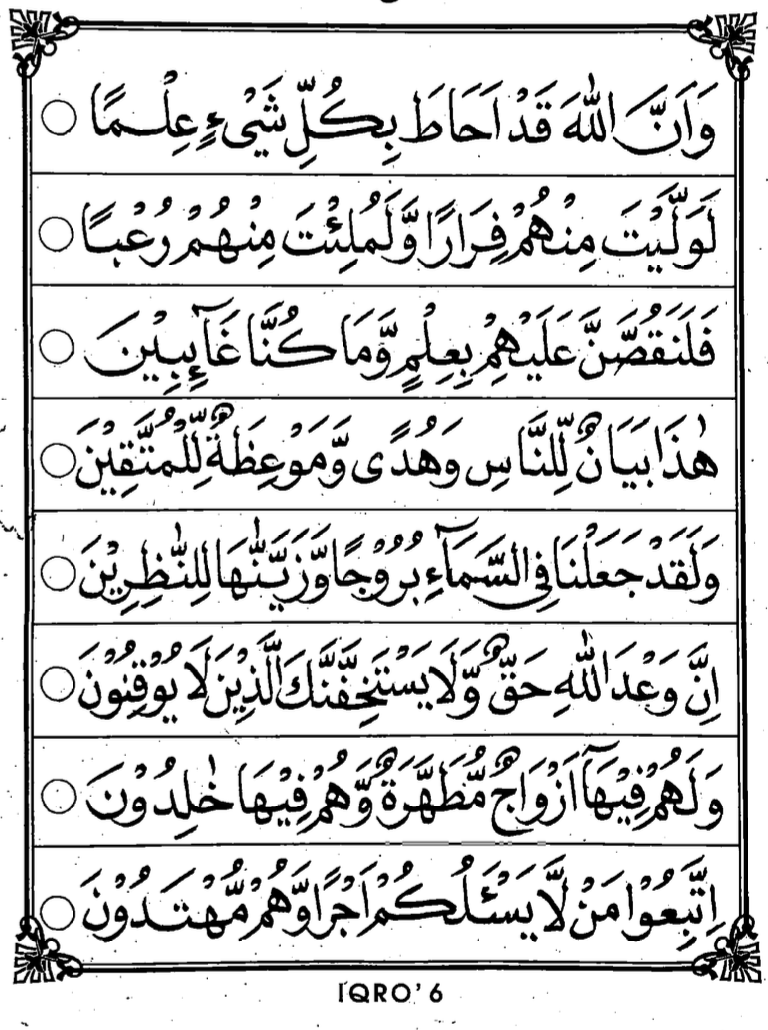 وَاَنَّ اللّٰهَ قَدْ اَحَاطَ بِكُلِّ شَيْءٍ عِلْمًا ○
لَوَلَّيْتَ مِنْهُمْ فِرَارًا وَّلَمُلِئْتَ مِنْهُمْ رُعْبًا ○
فَلَنَقُصَّنَّ عَلَيْهِمْ بِعِلْمٍ وَّمَا كُنَّا غَآئِبِيْنَ ○
هٰذَا بَيَانٌ لِّلنَّاسِ وَهُدًى وَّمَوْعِظَةٌ لِّلْمُتَّقِيْنَ ○
وَلَقَدْ جَعَلْنَا فِى السَّمَآءِ بُرُوْجًا وَّزَيَّنّٰهَا لِلنّٰظِرِيْنَ ○
اِنَّ وَعْدَ اللّٰهِ حَقٌّ وَّلَا يَسْتَخِفَّنَّكَ الَّذِيْنَ لَا يُوْقِنُوْنَ ○
وَلَهُمْ فِيْهَآ اَزْوَاجٌ مُّطَهَّرَةٌ وَّهُمْ فِيْهَا خٰلِدُوْنَ ○
اِتَّبِعُوْا مَنْ لَّا يَسْـَٔلُكُمْ اَجْرًا وَّهُمْ مُّهْتَدُوْنَ ○
IQRO' 6